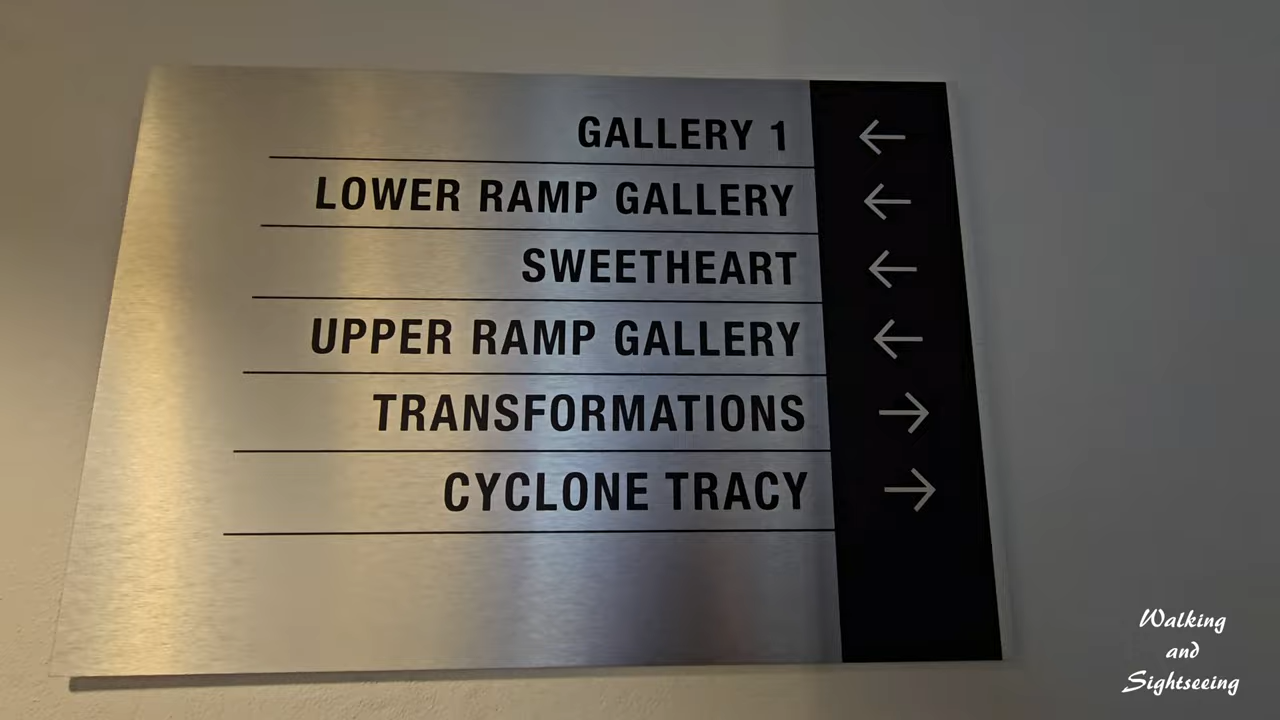 GALLERY 1 ←
LOWER RAMP GALLERY ←
SWEETHEART ←
UPPER RAMP GALLERY ←
TRANSFORMATIONS →
CYCLONE TRACY →
Walking
and
Sightseeing